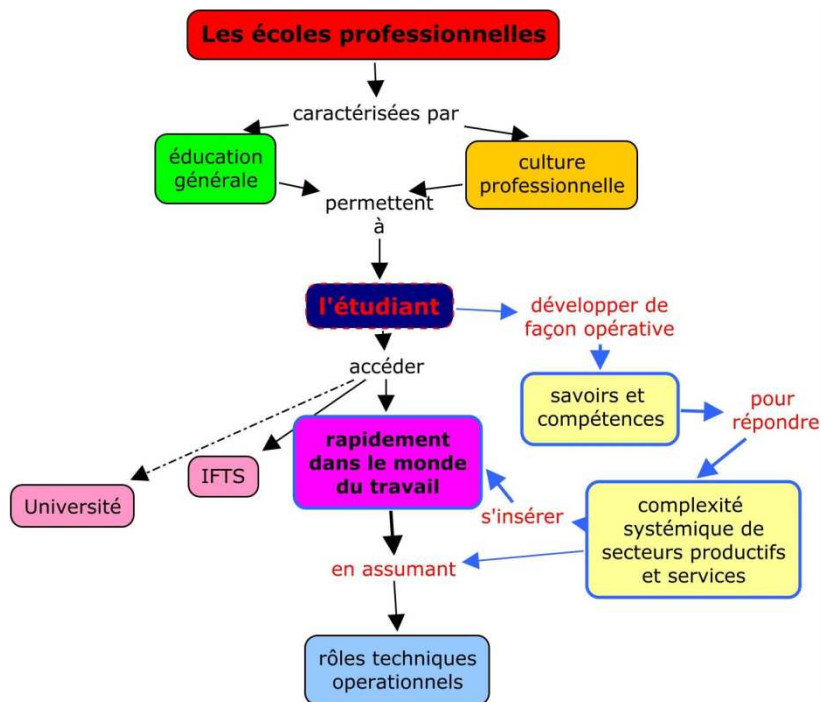 Les écoles professionnelles
caractérisées par
éducation
générale
culture
professionnelle
permettent
à
l'étudiant
développer de
façon opérative
accéder
savoirs et
compétences
pour
répondre
rapidement
dans le monde
du travail
IFTS
Université
s'insérer
complexité
systémique de
secteurs productifs
et services
en assumant
rôles techniques
operationnels